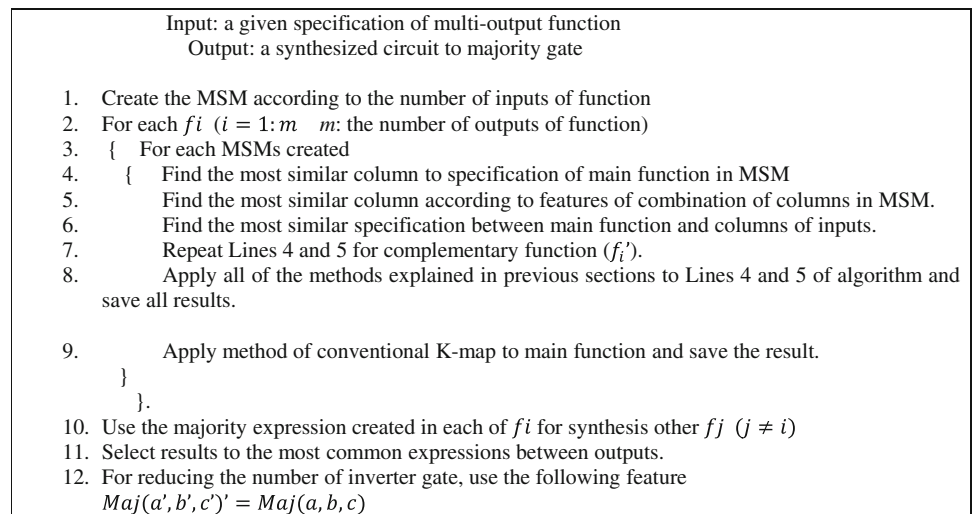 Input: a given specification of multi-output function
Output: a synthesized circuit to majority gate
1. Create the MSM according to the number of inputs of function
2. For each fi (i = 1: m m: the number of outputs of function)
3. { For each MSMs created
4. { Find the most similar column to specification of main function in MSM
5. Find the most similar column according to features of combination of columns in MSM.
6. Find the most similar specification between main function and columns of inputs.
7. Repeat Lines 4 and 5 for complementary function (fi’).
8. Apply all of the methods explained in previous sections to Lines 4 and 5 of algorithm and
save all results.
9. Apply method of conventional K-map to main function and save the result.
}
}.
10. Use the majority expression created in each of fi for synthesis other fj (j ≠ i)
11. Select results to the most common expressions between outputs.
12. For reducing the number of inverter gate, use the following feature
Maj(a’, b’, c’)’ = Maj(a, b, c)